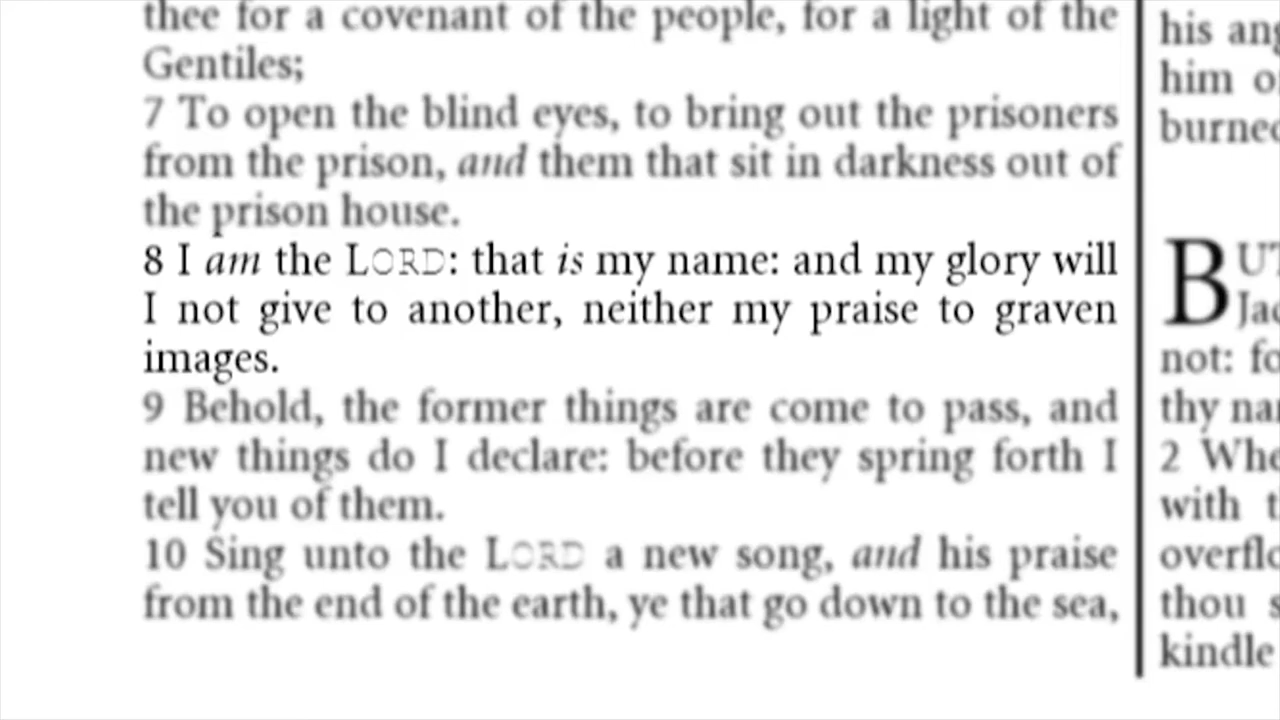 thee for a covenant of the people, for a light of the
Gentiles;
7 To open the blind eyes, to bring out the prisoners
from the prison, and them that sit in darkness out of
the prison house.
8 I am the LORD: that is my name: and my glory will
I not give to another, neither my praise to graven
images.
9 Behold, the former things are come to pass, and
new things do I declare: before they spring forth I
tell you of them.
10 Sing unto the LORD a new song, and his praise
from the end of the earth, ye that go down to the sea,
his
him
burned
BUT
not:
thy
2
with
thou
kindle